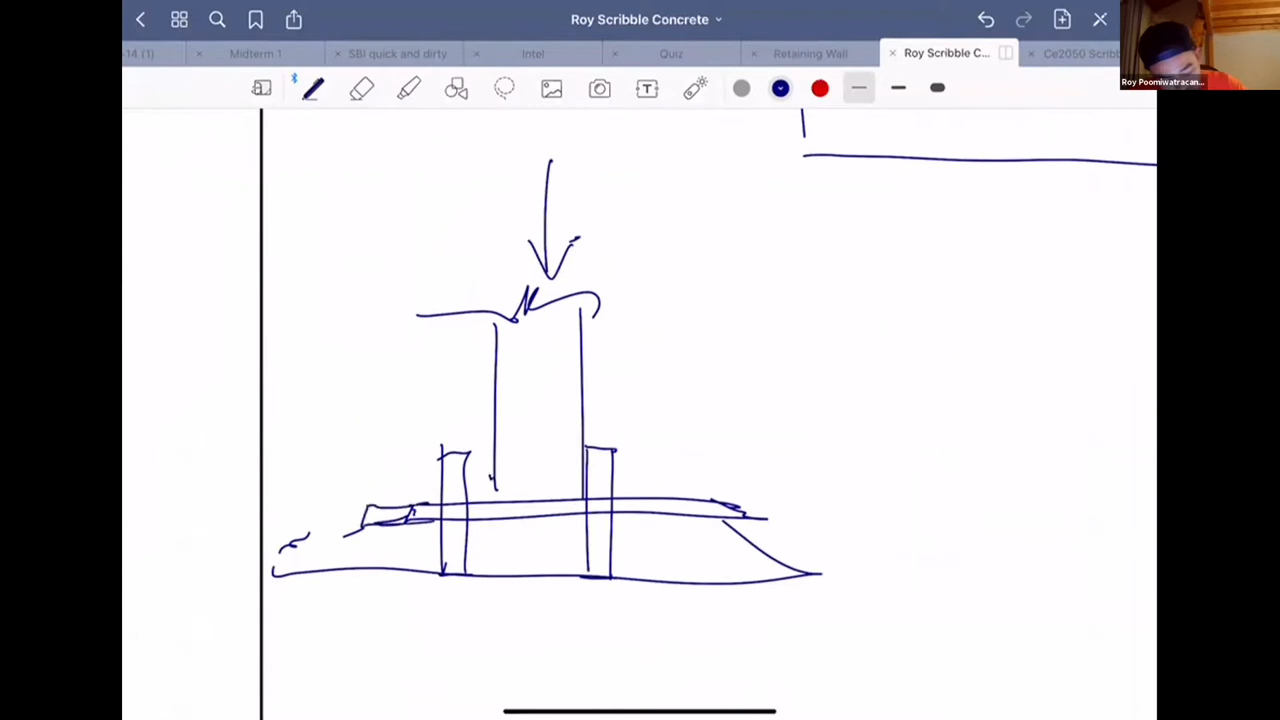 Roy Scribble Concrete
14 (1)
Midterm 1
SBI quick and dirty
Intel
Quiz
Retaining Wall
Roy Scribble C...
Ce2050 Scribb
Roy Poomiwatracan...